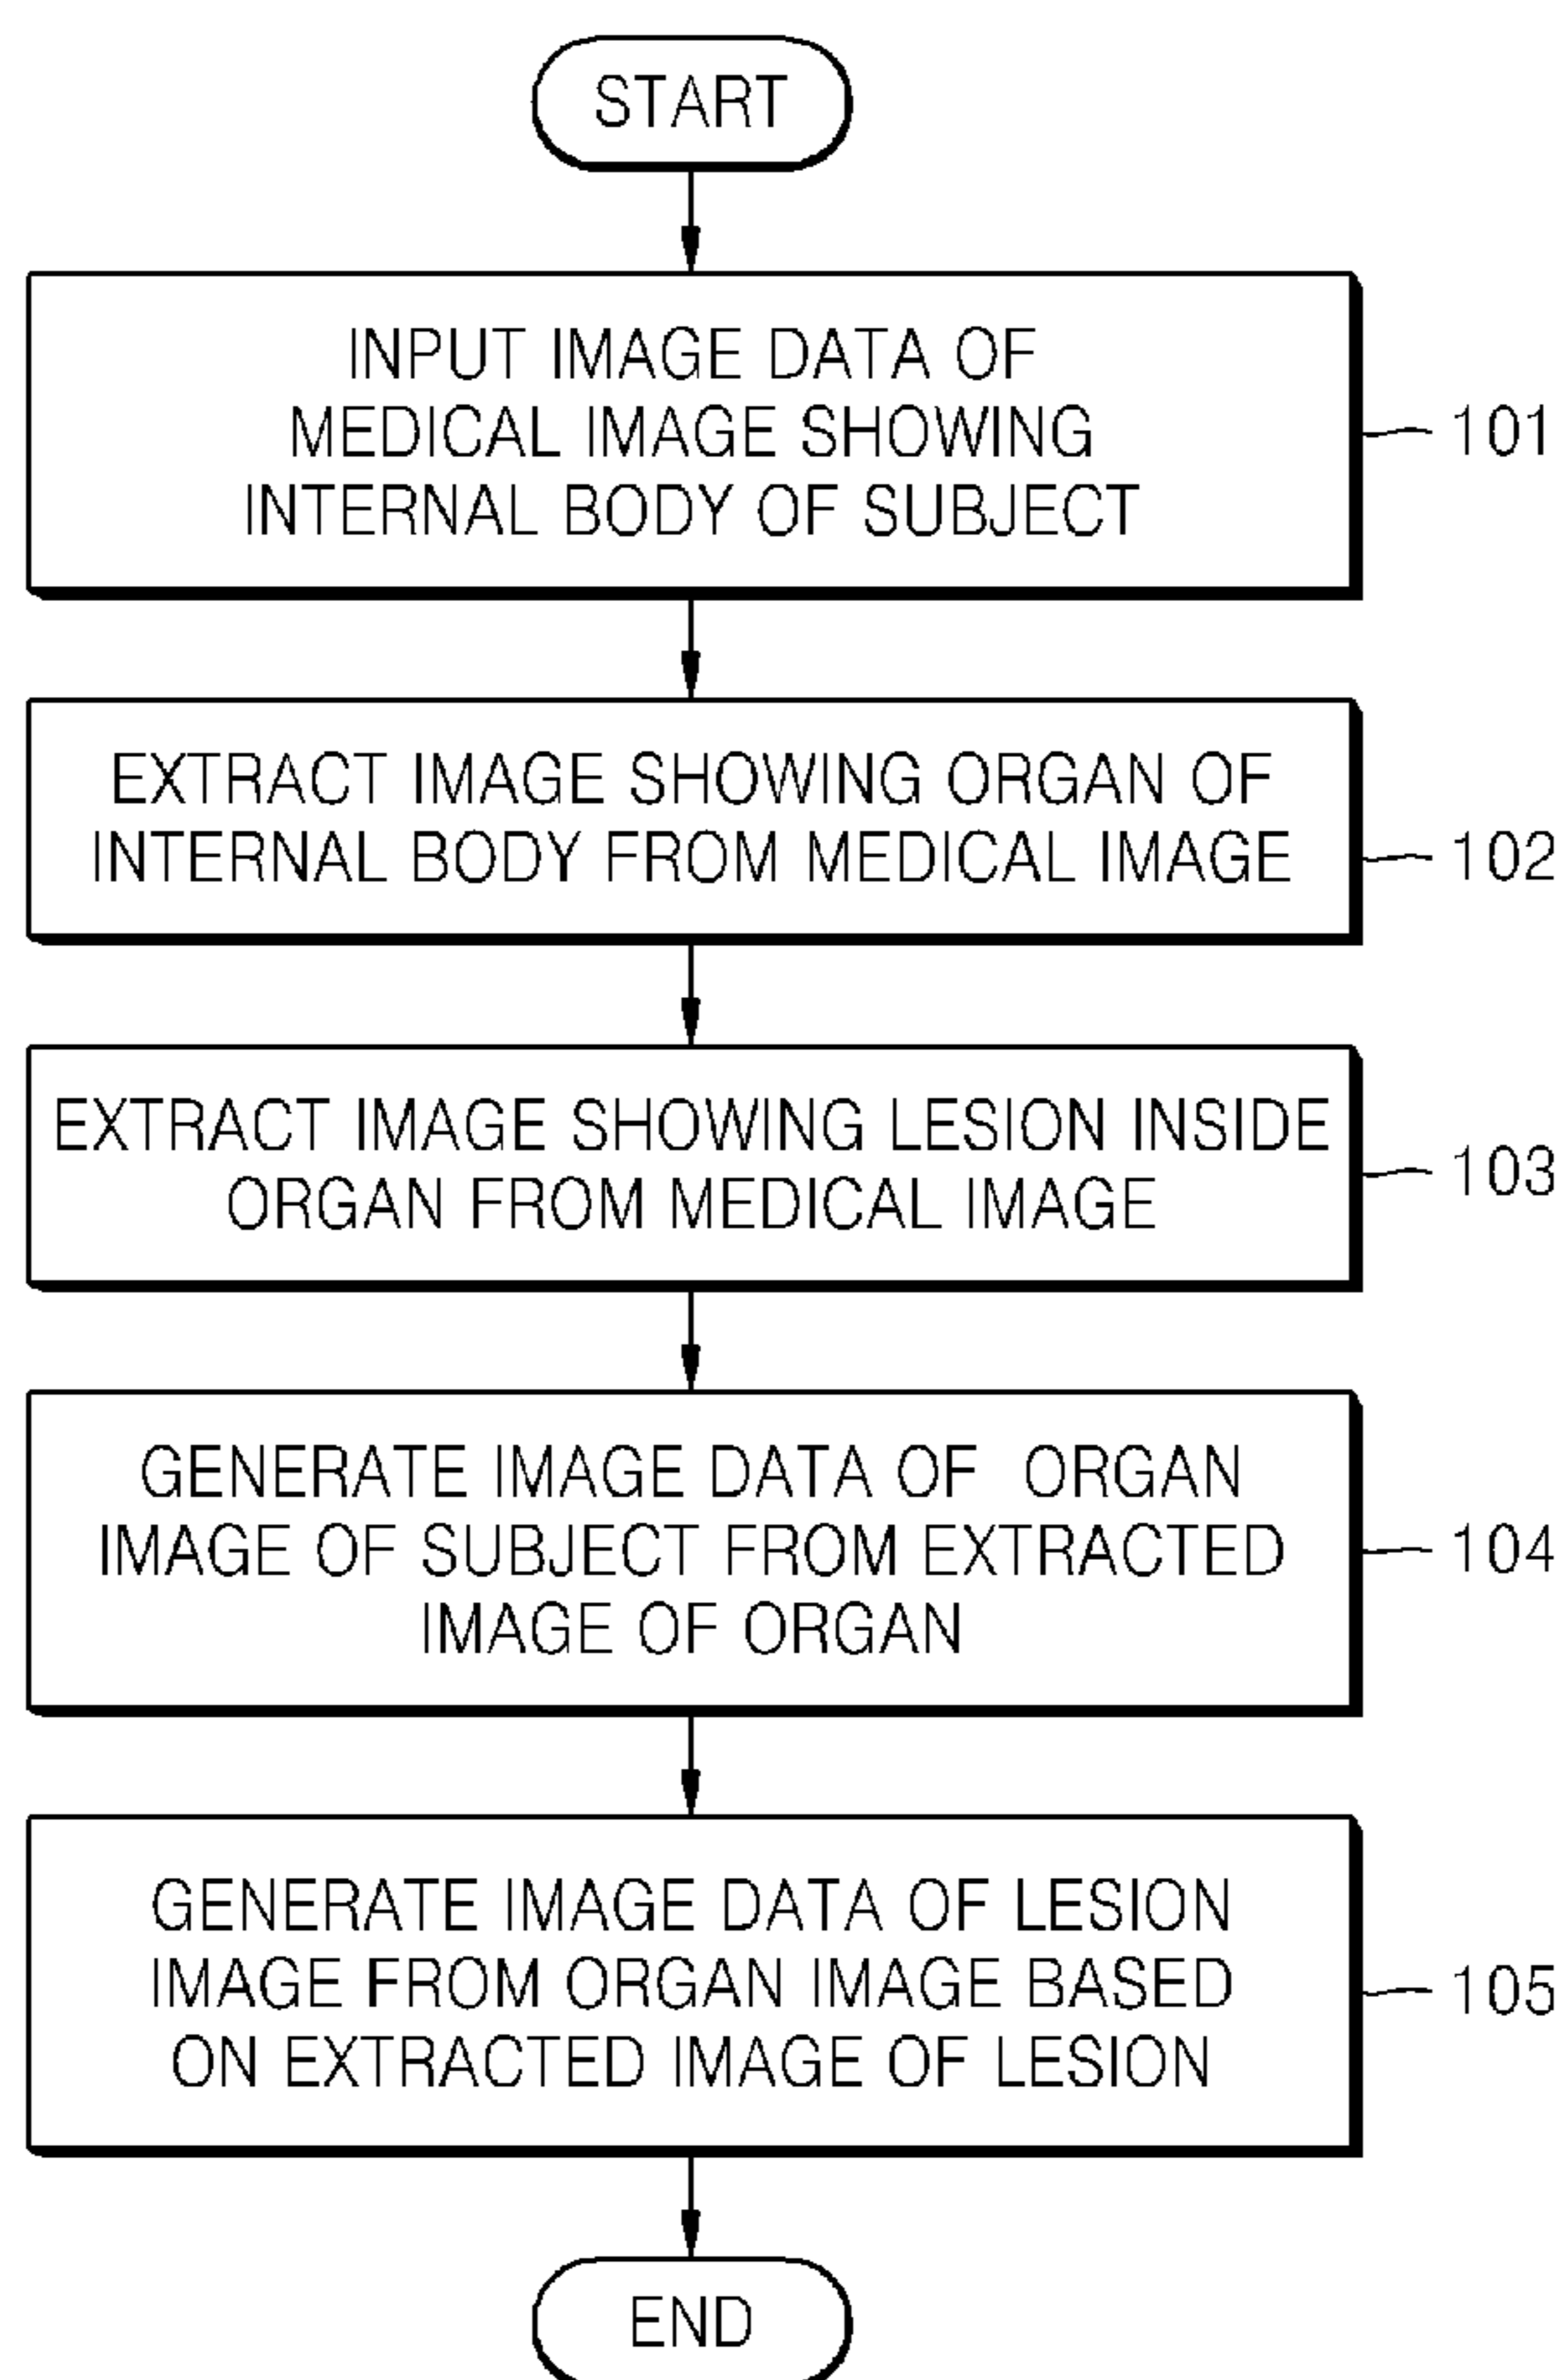 START
INPUT IMAGE DATA OF
MEDICAL IMAGE SHOWING
INTERNAL BODY OF SUBJECT
101
EXTRACT IMAGE SHOWING ORGAN OF
INTERNAL BODY FROM MEDICAL IMAGE
102
EXTRACT IMAGE SHOWING LESION INSIDE
ORGAN FROM MEDICAL IMAGE
103
GENERATE IMAGE DATA OF ORGAN
IMAGE OF SUBJECT FROM EXTRACTED
IMAGE OF ORGAN
104
GENERATE IMAGE DATA OF LESION
IMAGE FROM ORGAN IMAGE BASED
ON EXTRACTED IMAGE OF LESION
105
END